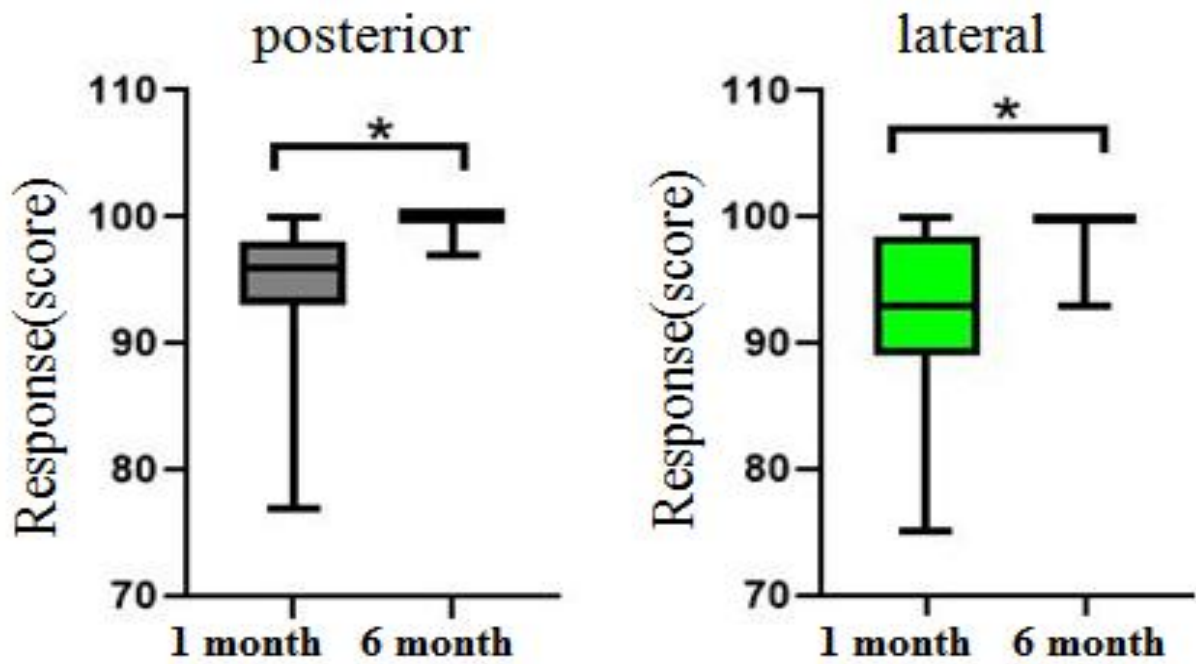 posterior
110
*
100
90
80
70
Response(score)
1 month 6 month
lateral
110
*
100
90
80
70
Response(score)
1 month 6 month